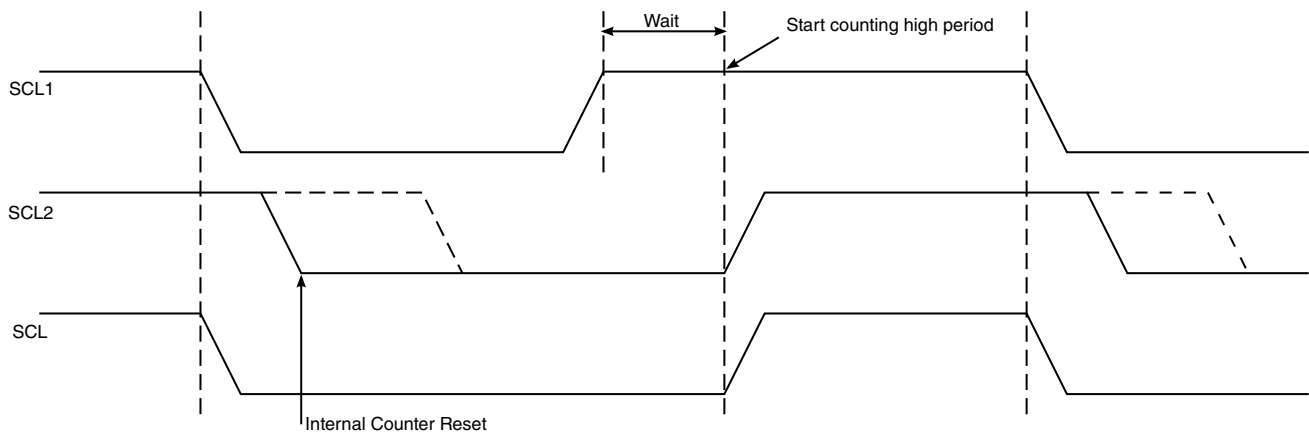 Wait
Start counting high period
SCL1
SCL2
SCL
Internal Counter Reset